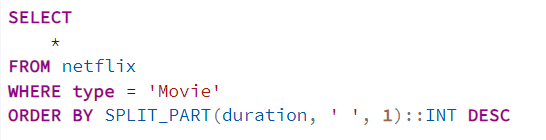 SELECT
    *
FROM netflix
WHERE type = 'Movie'
ORDER BY SPLIT_PART(duration, ' ', 1)::INT DESC